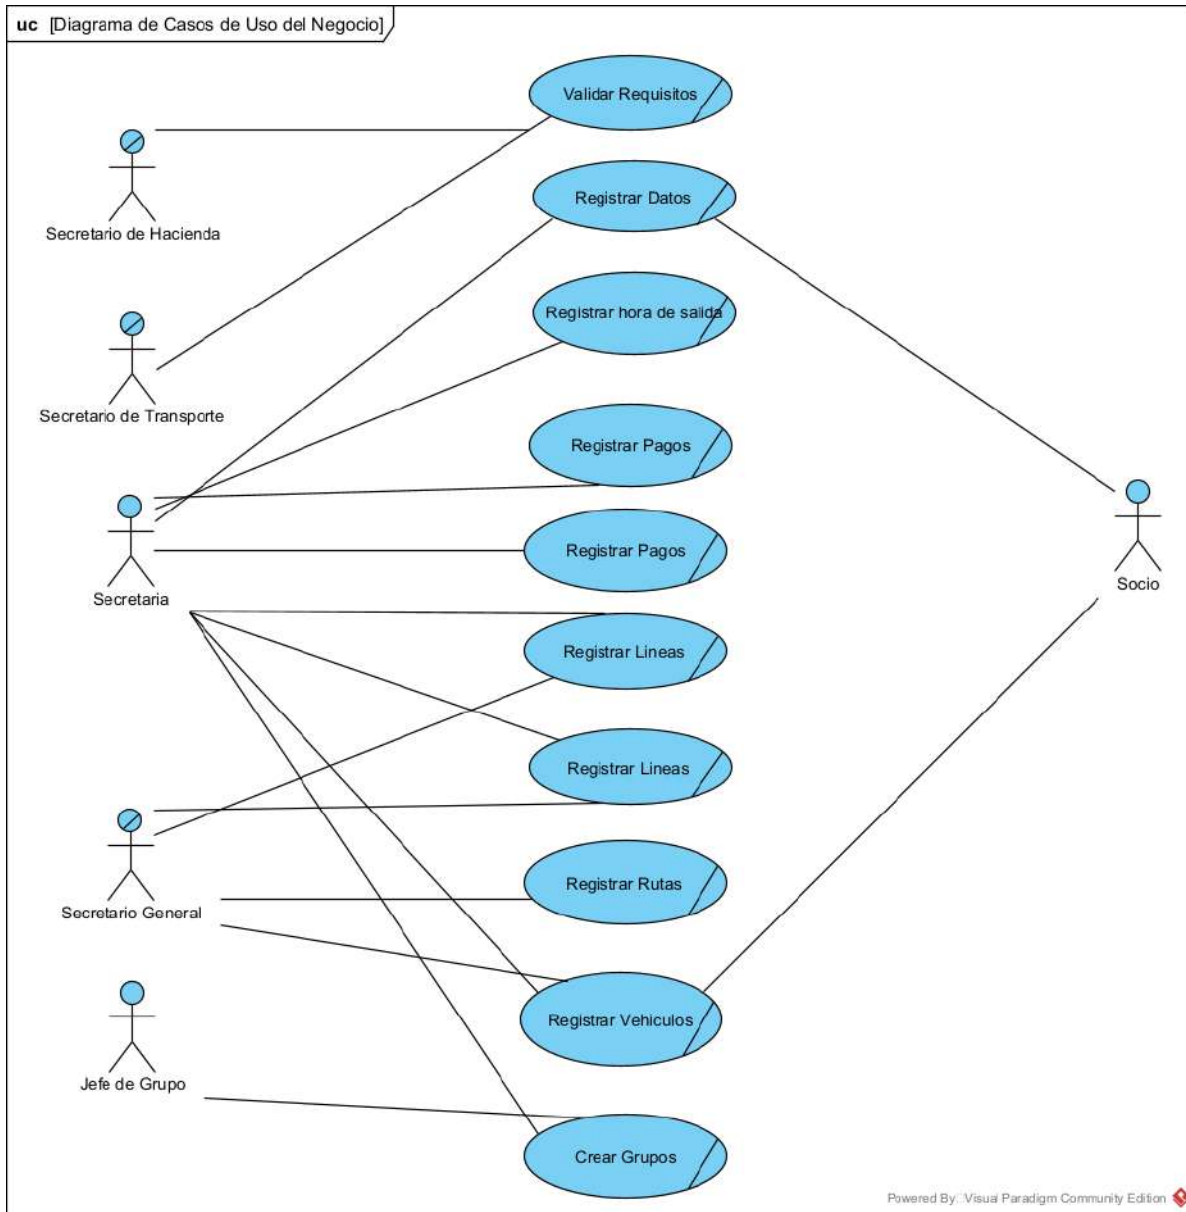 uc [Diagrama de Casos de Uso del Negocio]
Validar Requisitos
Secretario de Hacienda
Registrar Datos
Registrar hora de salida
Secretario de Transporte
Registrar Pagos
Registrar Pagos
Secretaria
Socio
Registrar Lineas
Registrar Lineas
Registrar Rutas
Secretario General
Registrar Vehiculos
Jefe de Grupo
Crear Grupos
Powered By: Visual Paradigm Community Edition